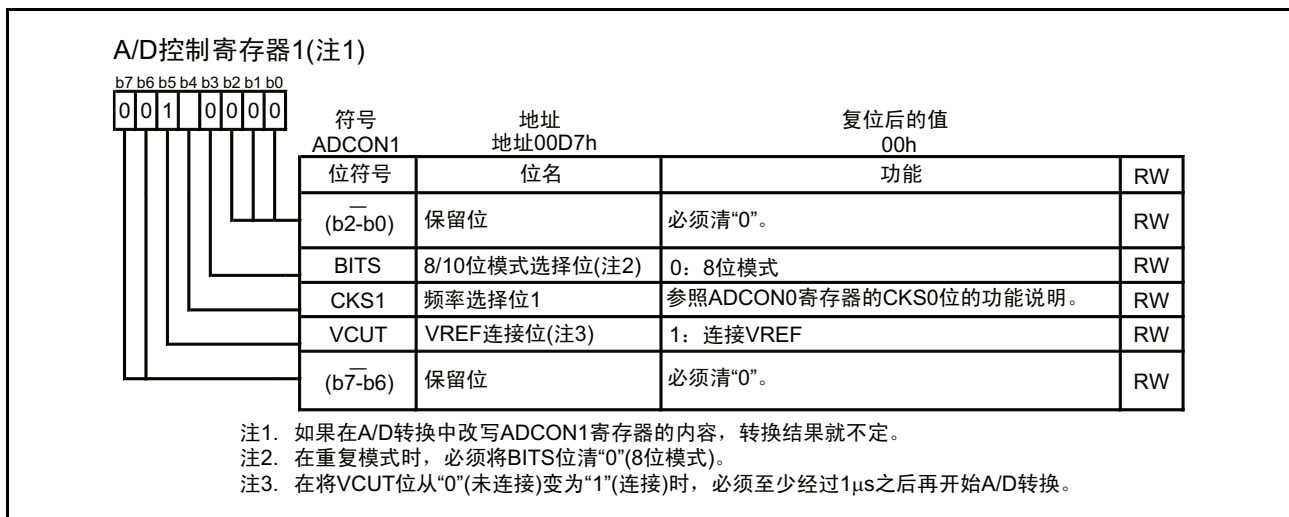 A/D控制寄存器1(注1)
b7 b6 b5 b4 b3 b2 b1 b0
0 0 1 0 0 0 0
符号 地址 复位后的值
ADCON1 地址00D7h 00h
位符号 位名 功能 RW
—
(b2-b0) 保留位 必须清“0”。 RW
BITS 8/10位模式选择位(注2) 0：8位模式 RW
CKS1 频率选择位1 参照ADCON0寄存器的CKS0位的功能说明。 RW
VCUT VREF连接位(注3) 1：连接VREF RW
—
(b7-b6) 保留位 必须清“0”。 RW
注1. 如果在A/D转换中改写ADCON1寄存器的内容，转换结果就不定。
注2. 在重复模式时，必须将BITS位清“0”(8位模式)。
注3. 在将VCUT位从“0”(未连接)变为“1”(连接)时，必须至少经过1μs之后再开始A/D转换。